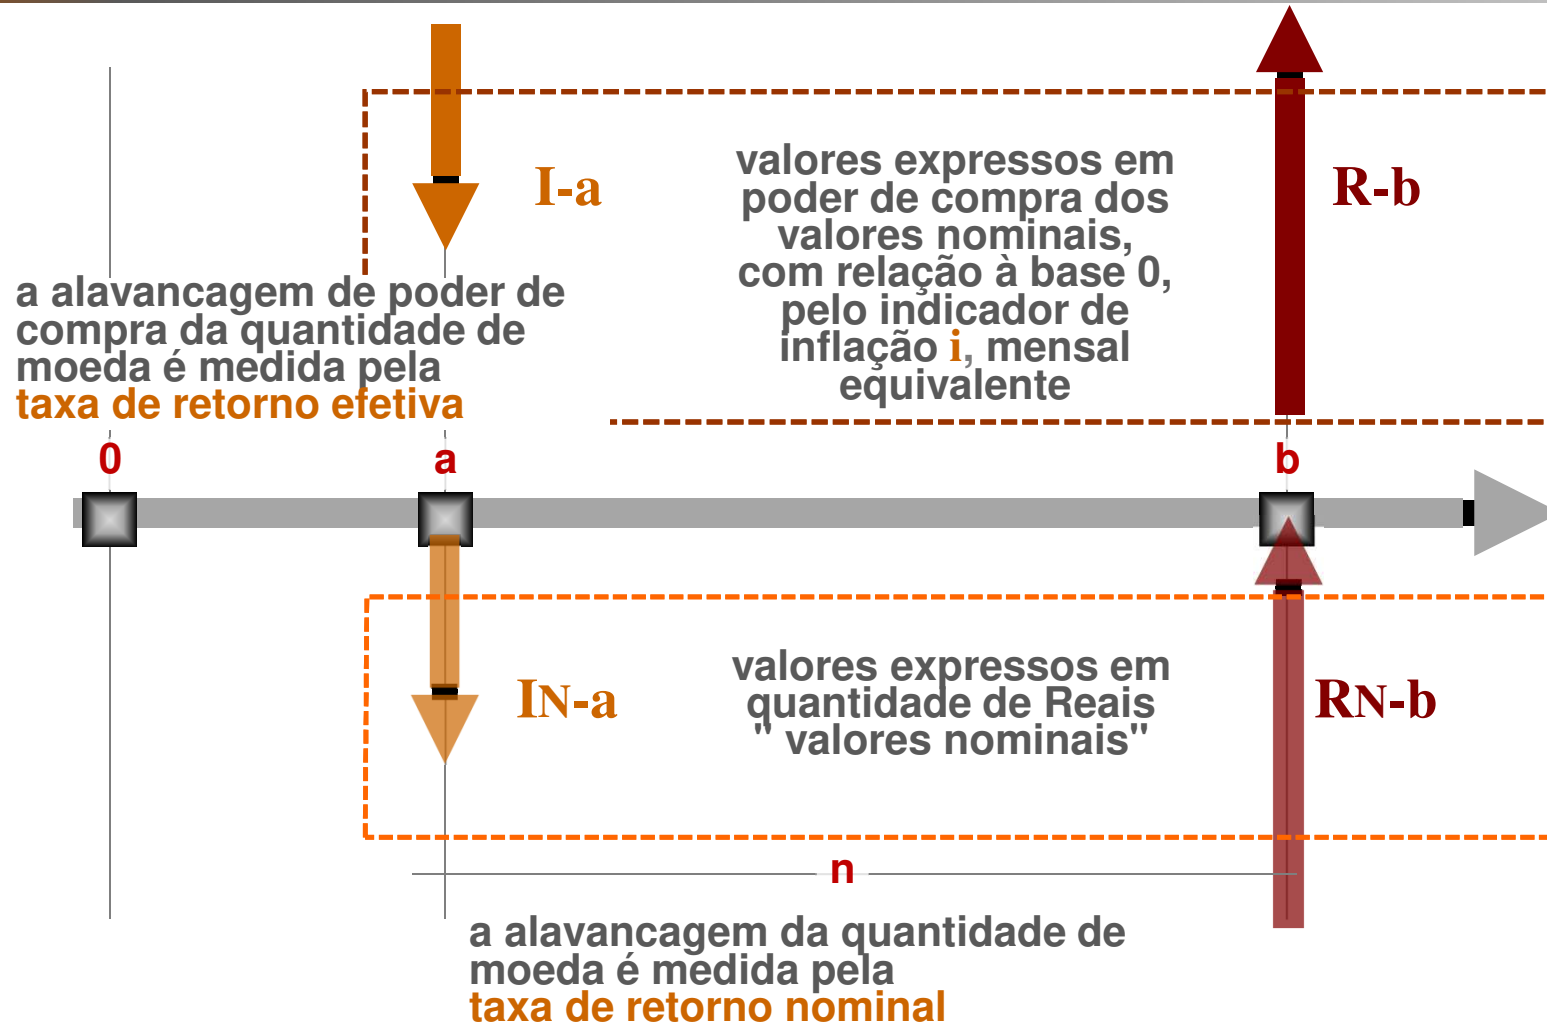 I-a
valores expressos em
poder de compra dos
valores nominais,
com relação à base 0,
pelo indicador de
inflação i, mensal
equivalente
R-b
a alavancagem de poder de
compra da quantidade de
moeda é medida pela
taxa de retorno efetiva
0
a
b
IN-a
valores expressos em
quantidade de Reais
" valores nominais"
RN-b
n
a alavancagem da quantidade de
moeda é medida pela
taxa de retorno nominal